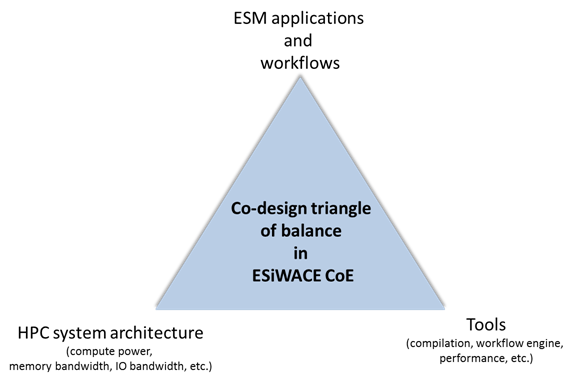 ESM applications
and
workflows
Co-design triangle
of balance
in
ESiWACE CoE
HPC system architecture
(compute power,
memory bandwidth, IO bandwidth, etc.)
Tools
(compilation, workflow engine,
performance, etc.)